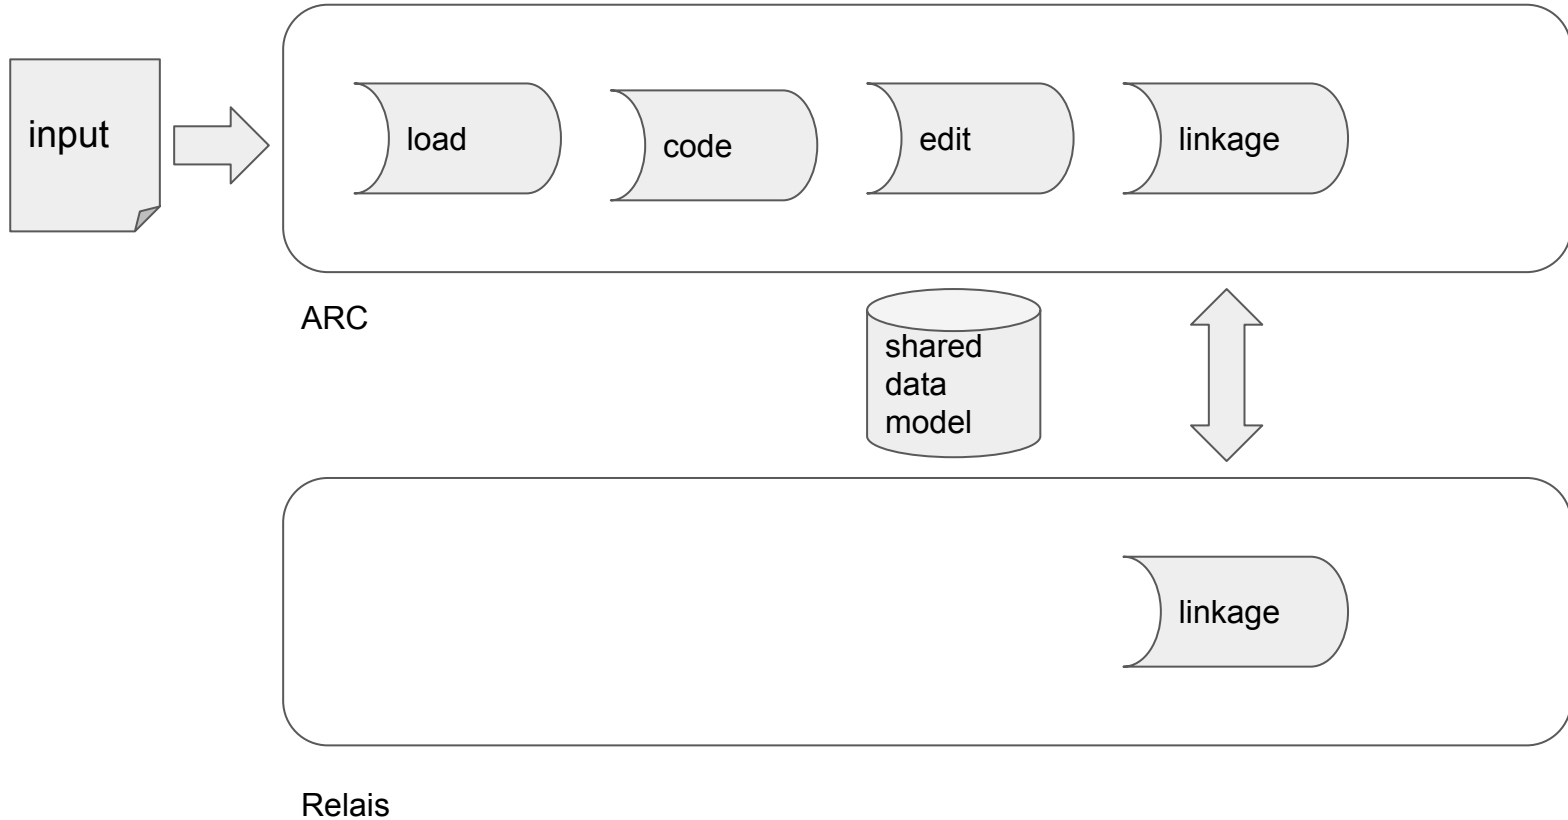 input
load
code
edit
linkage
ARC
shared
data
model
linkage
Relais